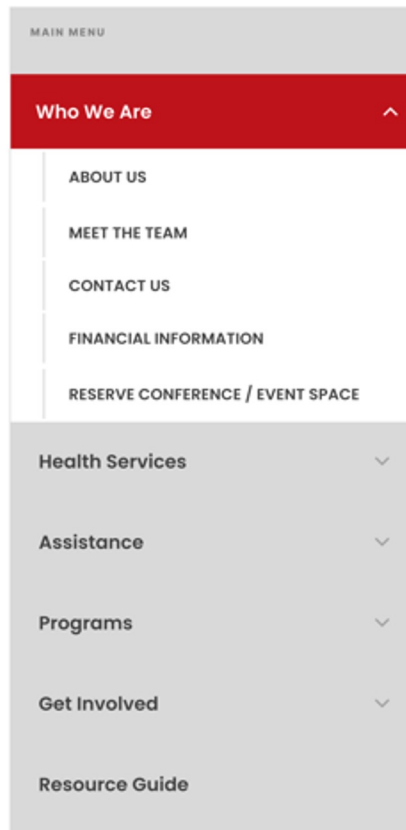 MAIN MENU
Who We Are
ABOUT US
MEET THE TEAM
CONTACT US
FINANCIAL INFORMATION
RESERVE CONFERENCE / EVENT SPACE
Health Services
Assistance
Programs
Get Involved
Resource Guide